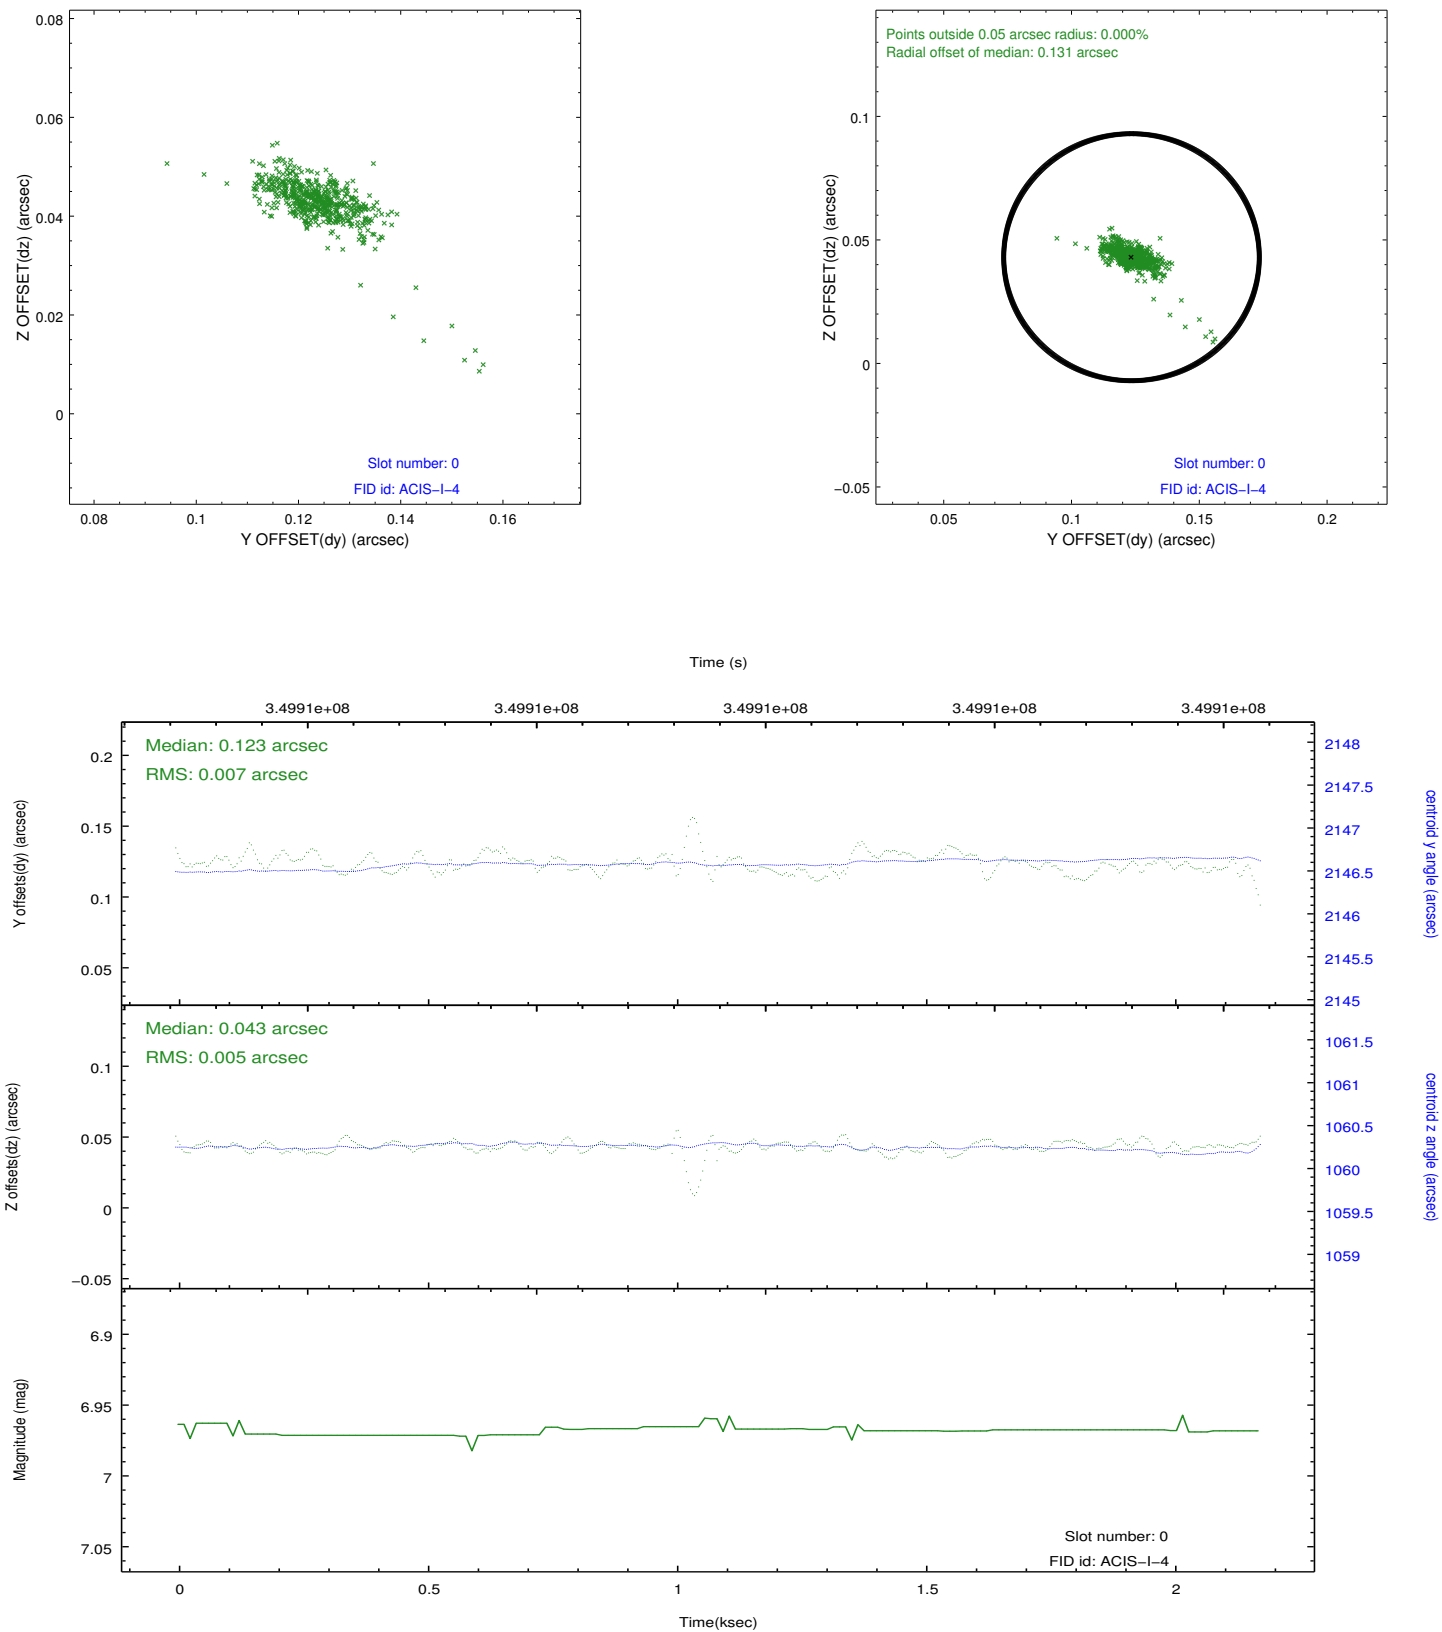 0.08
0.06
0.04
0.02
0
Z OFFSET(dz) (arcsec)
Slot number: 0
FID id: ACIS−I−4
0.08 0.1 0.12 0.14 0.16
Y OFFSET(dy) (arcsec)
Points outside 0.05 arcsec radius: 0.000%
Radial offset of median: 0.131 arcsec
0.1
0.05
0
−0.05
Z OFFSET(dz) (arcsec)
Slot number: 0
FID id: ACIS−I−4
0.05 0.1 0.15 0.2
Y OFFSET(dy) (arcsec)
Time (s)
3.4991e+08 3.4991e+08 3.4991e+08 3.4991e+08 3.4991e+08
Median: 0.123 arcsec
RMS: 0.007 arcsec
0.2
0.15
0.1
0.05
Y offsets(dy) (arcsec)
2148
2147.5
2147
2146.5
2146
2145.5
2145
centroid y angle (arcsec)
Median: 0.043 arcsec
RMS: 0.005 arcsec
0.1
0.05
0
−0.05
Z offsets(dz) (arcsec)
1061.5
1061
1060.5
1060
1059.5
1059
centroid z angle (arcsec)
6.9
6.95
7
7.05
Magnitude (mag)
Slot number: 0
FID id: ACIS−I−4
0 0.5 1 1.5 2
Time(ksec)